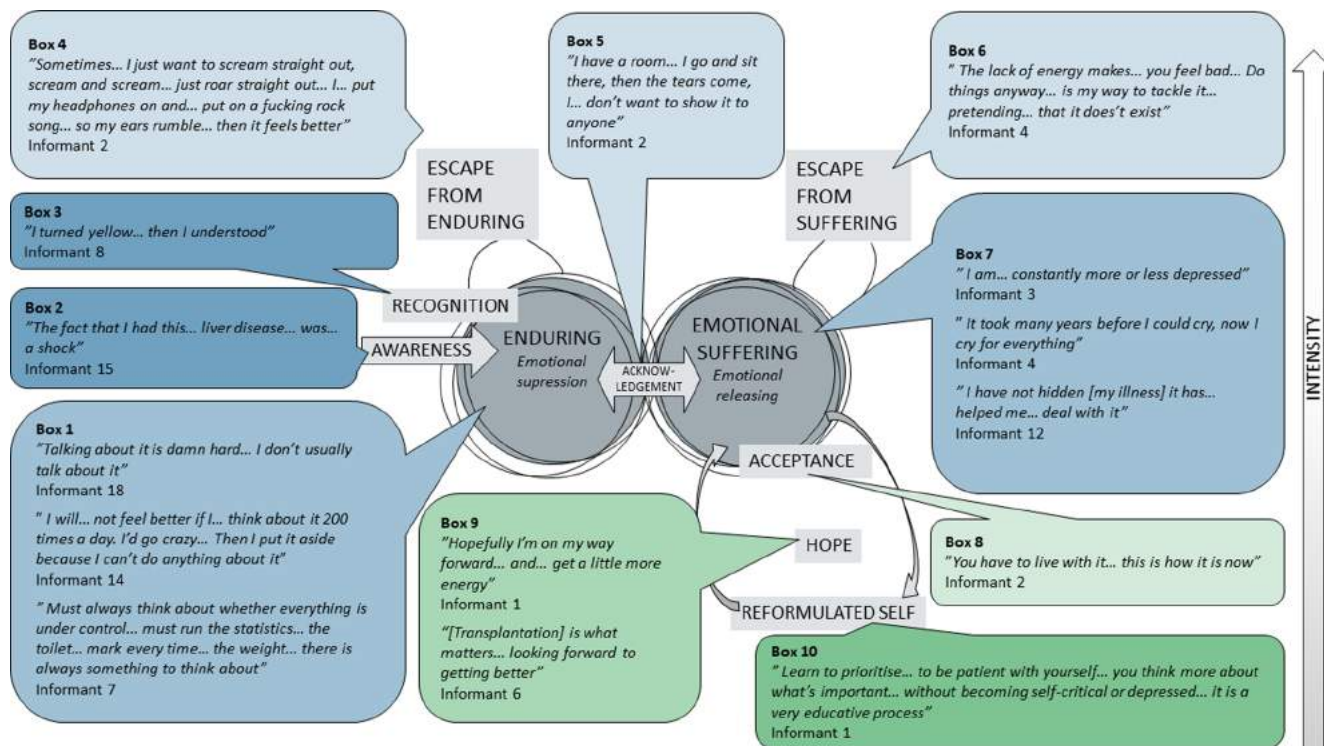 Box 4
"Sometimes... I just want to scream straight out,
scream and scream... just roar straight out... I... put
my headphones on and... put on a fucking rock
song... so my ears rumble... then it feels better"
Informant 2
Box 5
"I have a room... I go and sit
there, then the tears come,
I... don't want to show it to
anyone"
Informant 2
Box 6
" The lack of energy makes... you feel bad... Do
things anyway... is my way to tackle it...
pretending... that it does't exist"
Informant 4
ESCAPE
FROM
ENDURING
ESCAPE
FROM
SUFFERING
Box 3
"I turned yellow... then I understood"
Informant 8
RECOGNITION
Box 2
"The fact that I had this... liver disease... was...
a shock"
Informant 15
AWARENESS
ENDURING
Emotional
supression
ACKNOW-
LEDGEMENT
EMOTIONAL
SUFFERING
Emotional
releasing
Box 7
" I am... constantly more or less depressed"
Informant 3
" It took many years before I could cry, now I
cry for everything"
Informant 4
" I have not hidden [my illness] it has...
helped me... deal with it"
Informant 12
INTENSITY
Box 1
"Talking about it is damn hard... I don't usually
talk about it"
Informant 18
" I will... not feel better if I... think about it 200
times a day. I'd go crazy... Then I put it aside
because I can't do anything about it"
Informant 14
" Must always think about whether everything is
under control... must run the statistics... the
toilet... mark every time... the weight... there is
always something to think about"
Informant 7
ACCEPTANCE
Box 9
"Hopefully I'm on my way
forward... and... get a little more
energy"
Informant 1
"[Transplantation] is what
matters... looking forward to
getting better"
Informant 6
HOPE
Box 8
"You have to live with it... this is how it is now"
Informant 2
REFORMULATED SELF
Box 10
" Learn to prioritise... to be patient with yourself... you think more about
what's important... without becoming self-critical or depressed... it is a
very educative process"
Informant 1